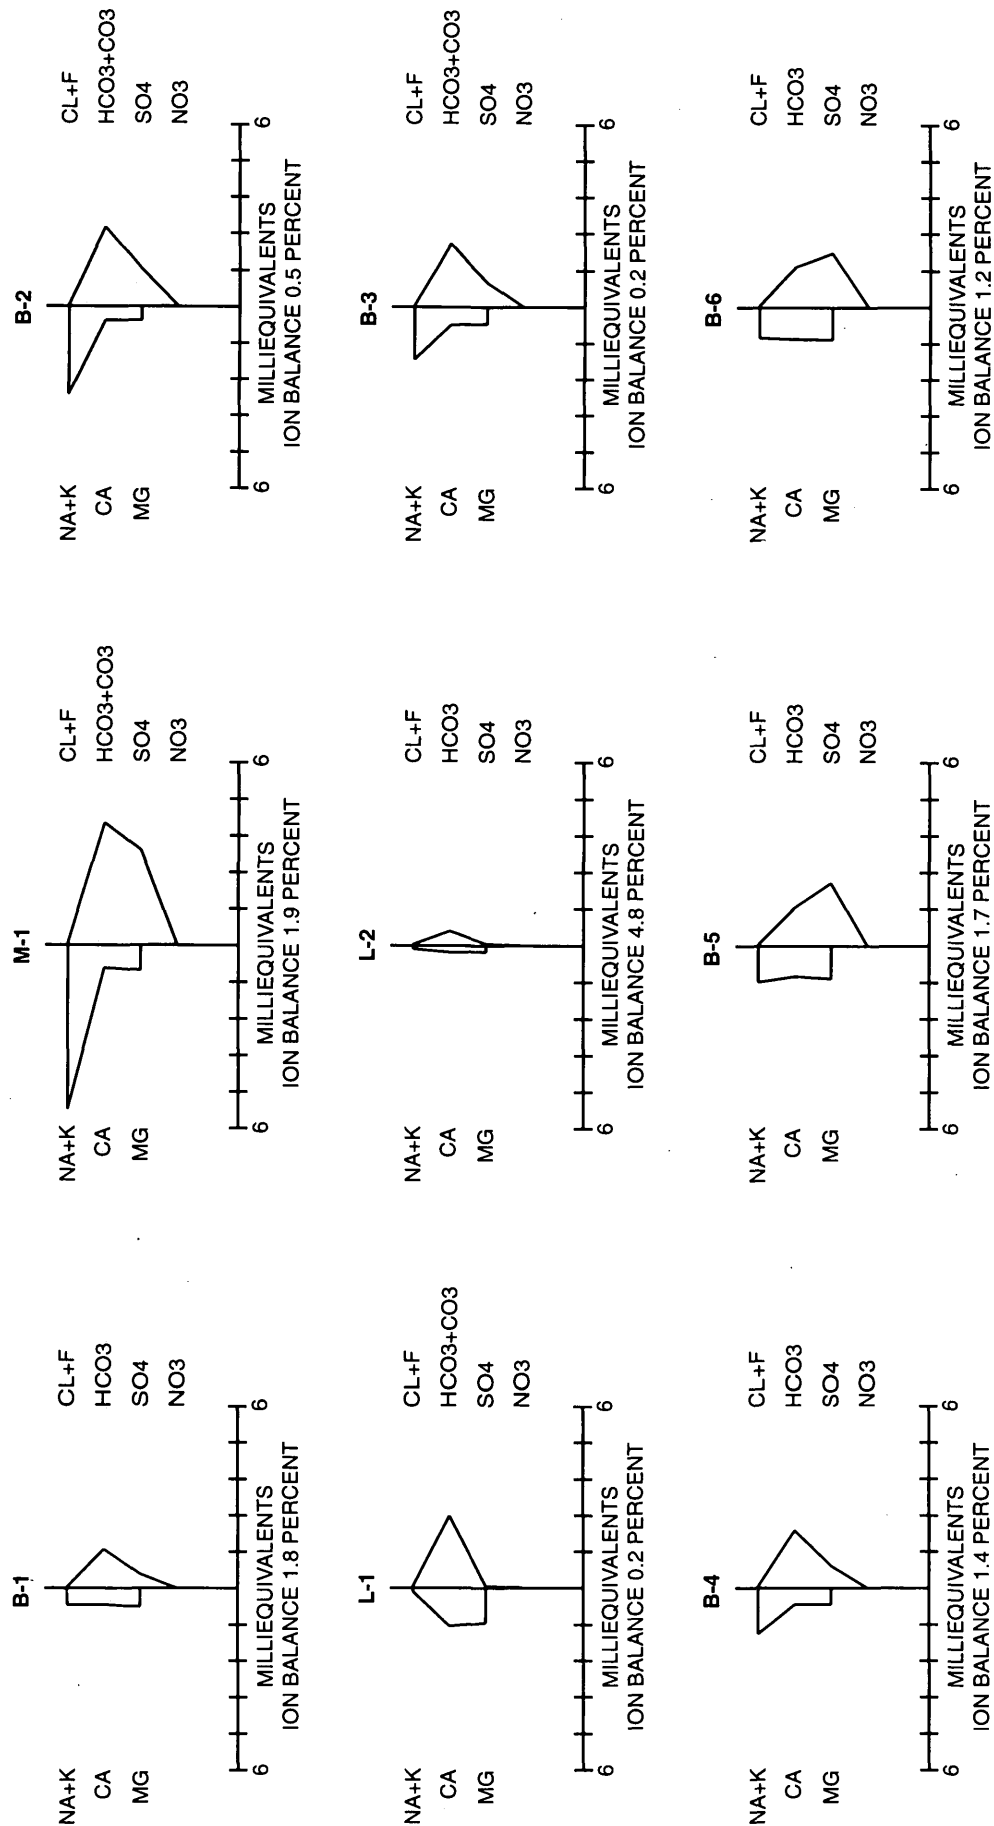 B-1
NA+K CL+F
CA HCO3
MG SO4
NO3
6 6
MILLIEQUIVALENTS
ION BALANCE 1.8 PERCENT
M-1
NA+K CL+F
CA HCO3+CO3
MG SO4
NO3
6 6
MILLIEQUIVALENTS
ION BALANCE 1.9 PERCENT
B-2
NA+K CL+F
CA HCO3+CO3
MG SO4
NO3
6 6
MILLIEQUIVALENTS
ION BALANCE 0.5 PERCENT
L-1
NA+K CL+F
CA HCO3+CO3
MG SO4
NO3
6 6
MILLIEQUIVALENTS
ION BALANCE 0.2 PERCENT
L-2
NA+K CL+F
CA HCO3
MG SO4
NO3
6 6
MILLIEQUIVALENTS
ION BALANCE 4.8 PERCENT
B-3
NA+K CL+F
CA HCO3+CO3
MG SO4
NO3
6 6
MILLIEQUIVALENTS
ION BALANCE 0.2 PERCENT
B-4
NA+K CL+F
CA HCO3
MG SO4
NO3
6 6
MILLIEQUIVALENTS
ION BALANCE 1.4 PERCENT
B-5
NA+K CL+F
CA HCO3
MG SO4
NO3
6 6
MILLIEQUIVALENTS
ION BALANCE 1.7 PERCENT
B-6
NA+K CL+F
CA HCO3
MG SO4
NO3
6 6
MILLIEQUIVALENTS
ION BALANCE 1.2 PERCENT